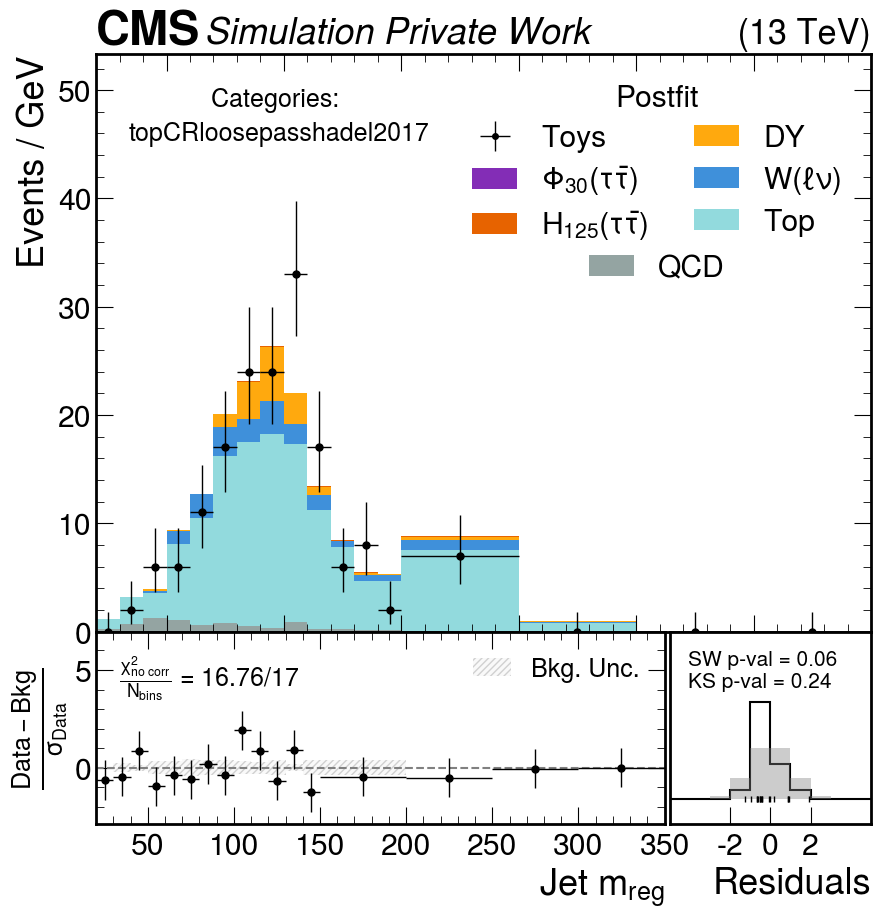 CMS Simulation Private Work (13 TeV)
Events / GeV
50
40
30
20
10
0
Categories:
topCRloosepasshadel2017
Postfit
Toys
Φ30(ττ̄)
H125(ττ̄)
DY
W(ℓν)
Top
QCD
Data − Bkg
σData
5
0
χ²no corr
Nbins
= 16.76/17
Bkg. Unc.
SW p-val = 0.06
KS p-val = 0.24
50 100 150 200 250 300 350
-2 0 2
Jet mreg
Residuals